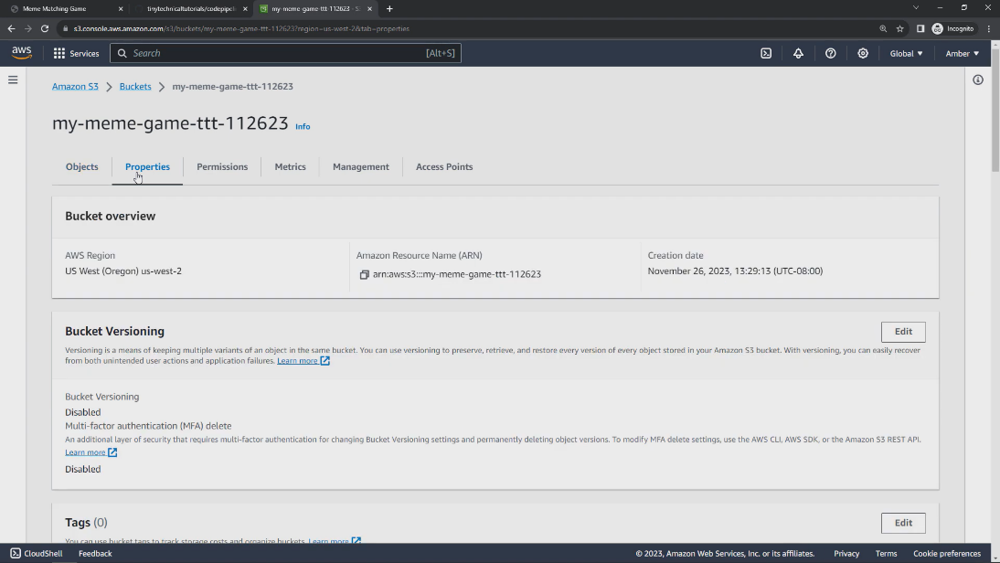 Meme Matching Game
tinytechnicaltutorials/codepipel
my-meme-game-ttt-112623 - S
s3.console.aws.amazon.com/s3/buckets/my-meme-game-ttt-112623?region=us-west-2&tab=properties
Incognito
aws
Services
Search
[Alt+S]
Global
Amber
Amazon S3
Buckets
my-meme-game-ttt-112623
my-meme-game-ttt-112623
Info
Objects
Properties
Permissions
Metrics
Management
Access Points
Bucket overview
AWS Region
US West (Oregon) us-west-2
Amazon Resource Name (ARN)
arn:aws:s3:::my-meme-game-ttt-112623
Creation date
November 26, 2023, 13:29:13 (UTC-08:00)
Bucket Versioning
Edit
Versioning is a means of keeping multiple variants of an object in the same bucket. You can use versioning to preserve, retrieve, and restore every version of every object stored in your Amazon S3 bucket. With versioning, you can easily recover
from both unintended user actions and application failures. Learn more
Bucket Versioning
Disabled
Multi-factor authentication (MFA) delete
An additional layer of security that requires multi-factor authentication for changing Bucket Versioning settings and permanently deleting object versions. To modify MFA delete settings, use the AWS CLI, AWS SDK, or the Amazon S3 REST API.
Learn more
Disabled
Tags (0)
Edit
You can use bucket tags to track storage costs and organize buckets. Learn more
CloudShell
Feedback
© 2023, Amazon Web Services, Inc. or its affiliates.
Privacy
Terms
Cookie preferences